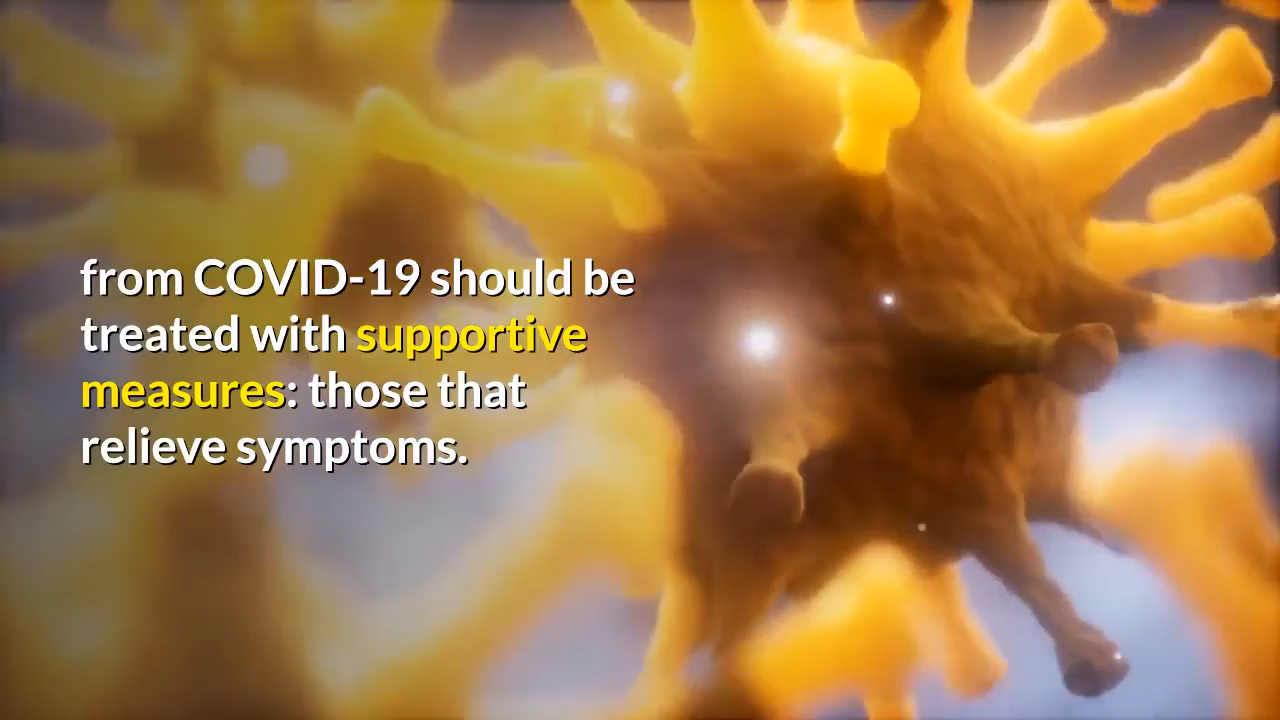 from COVID-19 should be
treated with supportive
measures: those that
relieve symptoms.